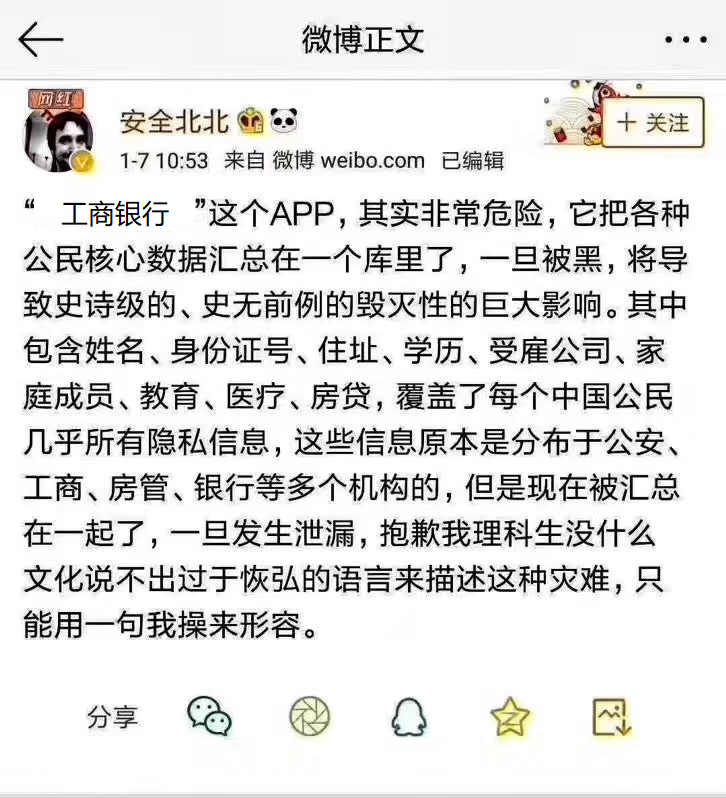 微博正文
网红
安全北北
+ 关注
1-7 10:53 来自 微博 weibo.com 已编辑
“ 工商银行 ”这个APP，其实非常危险，它把各种
公民核心数据汇总在一个库里了，一旦被黑，将导
致史诗级的、史无前例的毁灭性的巨大影响。其中
包含姓名、身份证号、住址、学历、受雇公司、家
庭成员、教育、医疗、房贷，覆盖了每个中国公民
几乎所有隐私信息，这些信息原本是分布于公安、
工商、房管、银行等多个机构的，但是现在被汇总
在一起了，一旦发生泄漏，抱歉我理科生没什么
文化说不出过于恢弘的语言来描述这种灾难，只
能用一句我操来形容。
分享